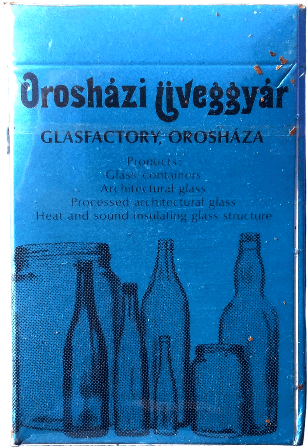 Orosházi üveggyár
GLASFACTORY, OROSHÁZA
Products:
Glass containers
Architectural glass
Processed architectural glass
Heat and sound insulating glass structure